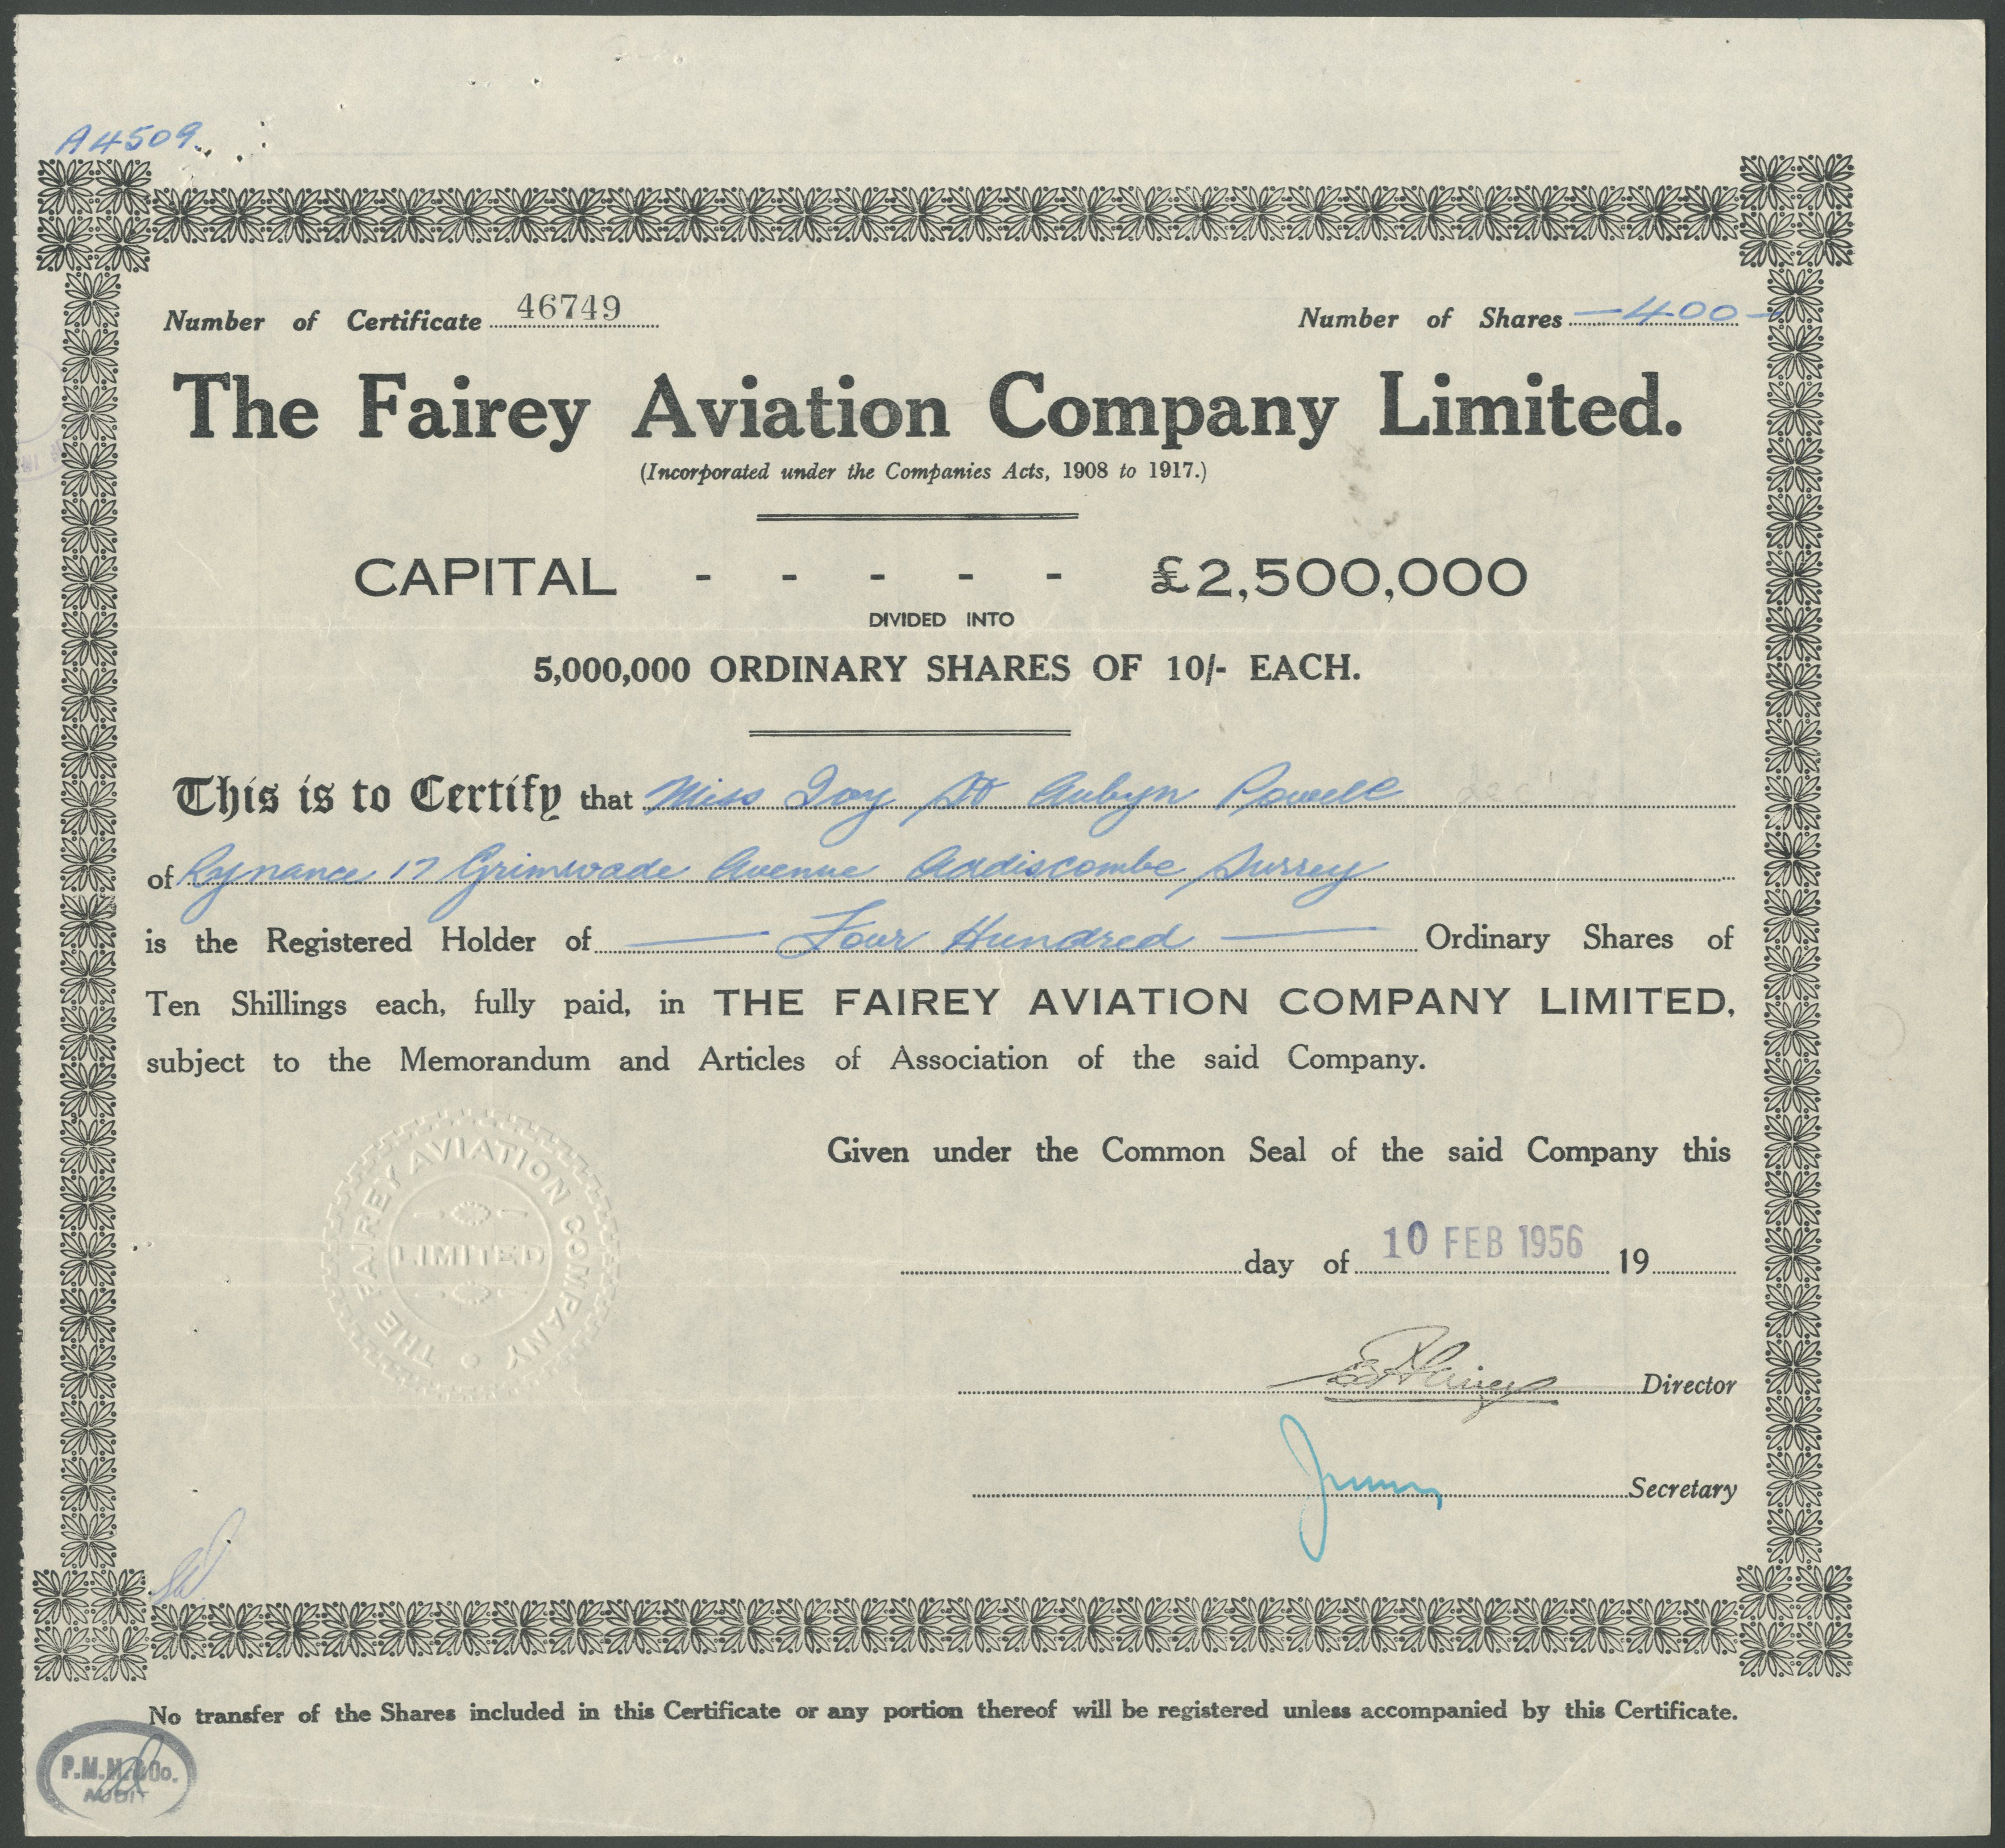 A4509.
Number of Certificate 46749
Number of Shares —400—
The Fairey Aviation Company Limited.
(Incorporated under the Companies Acts, 1908 to 1917.)
CAPITAL - - - - - £2,500,000
DIVIDED INTO
5,000,000 ORDINARY SHARES OF 10/- EACH.
This is to Certify that Miss Joy St Aubyn Powell
of Kynance 17 Grimwade Avenue Addiscombe Surrey
is the Registered Holder of — Four Hundred — Ordinary Shares of
Ten Shillings each, fully paid, in THE FAIREY AVIATION COMPANY LIMITED,
subject to the Memorandum and Articles of Association of the said Company.
THE FAIREY AVIATION COMPANY
LIMITED
Given under the Common Seal of the said Company this
day of 10 FEB 1956 19
Director
Secretary
No transfer of the Shares included in this Certificate or any portion thereof will be registered unless accompanied by this Certificate.
P.M.M. & Co.
AUDIT